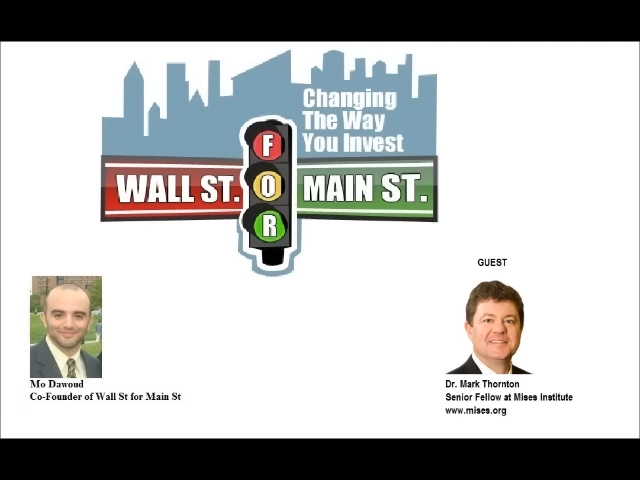 Changing
The Way
You Invest
WALL ST. FOR MAIN ST.
GUEST
Mo Dawoud
Co-Founder of Wall St for Main St
Dr. Mark Thornton
Senior Fellow at Mises Institute
www.mises.org